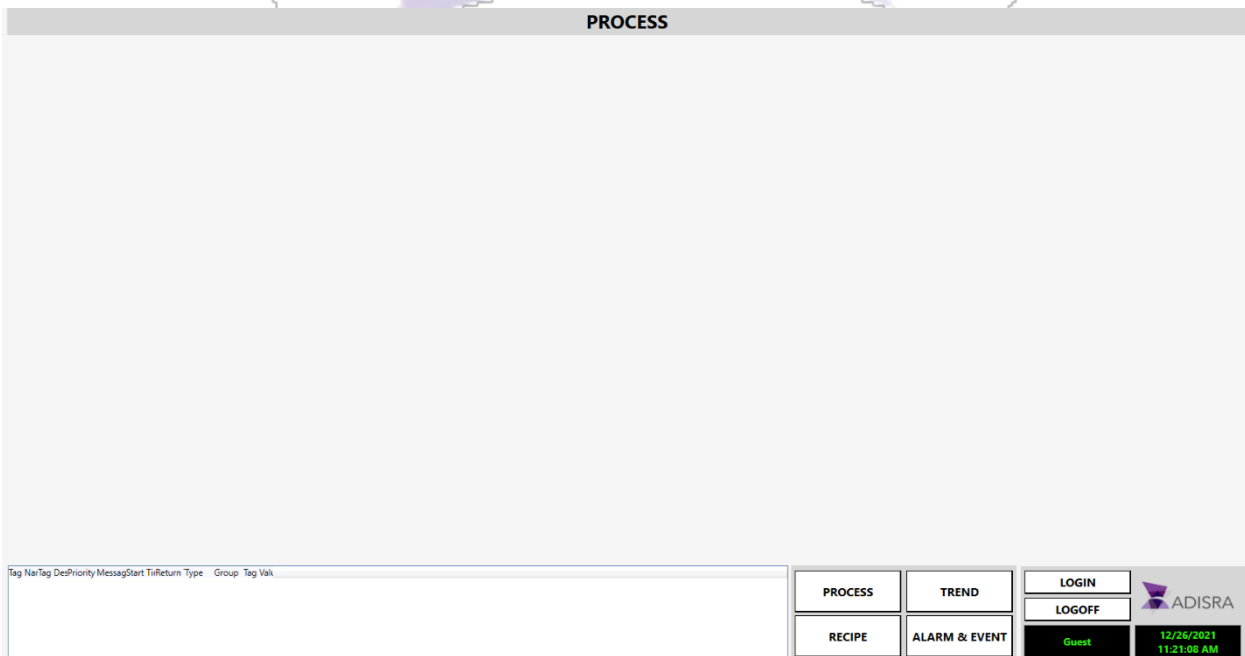 PROCESS
Tag Nar Tag Des Priority Messag Start Tir Return Type Group Tag Valu
PROCESS
TREND
RECIPE
ALARM & EVENT
LOGIN
LOGOFF
Guest
ADISRA
12/26/2021
11:21:08 AM